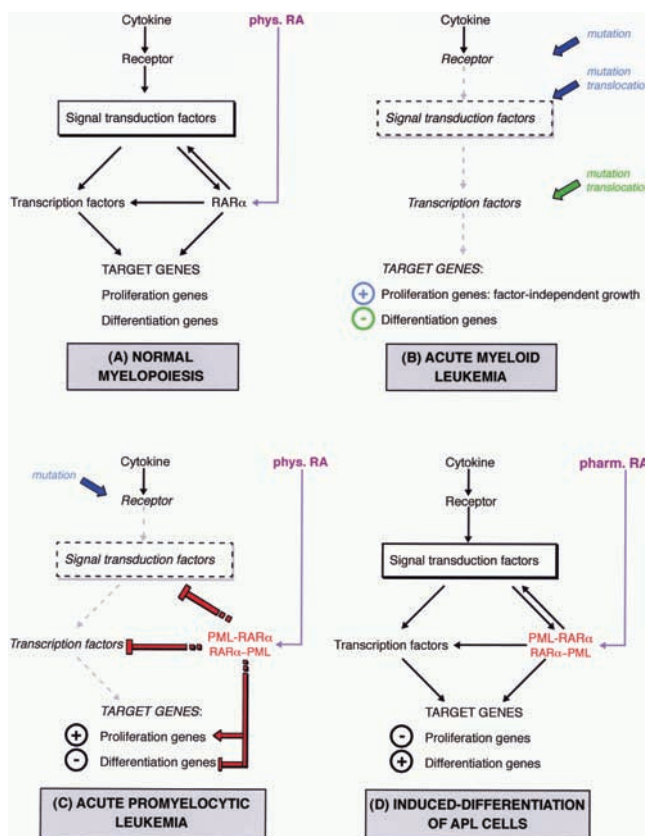 Cytokine
phys. RA
Receptor
Signal transduction factors
Transcription factors
RARα
TARGET GENES
Proliferation genes
Differentiation genes
(A) NORMAL
MYELOPOIESIS
Cytokine
mutation
Receptor
mutation
translocation
Signal transduction factors
mutation
translocation
Transcription factors
TARGET GENES:
+ Proliferation genes: factor-independent growth
- Differentiation genes
(B) ACUTE MYELOID
LEUKEMIA
Cytokine
phys. RA
mutation
Receptor
Signal transduction factors
Transcription factors
PML-RARα
RARα-PML
TARGET GENES:
+ Proliferation genes
- Differentiation genes
(C) ACUTE PROMYELOCYTIC
LEUKEMIA
Cytokine
pharm. RA
Receptor
Signal transduction factors
Transcription factors
PML-RARα
RARα-PML
TARGET GENES
- Proliferation genes
+ Differentiation genes
(D) INDUCED-DIFFERENTIATION
OF APL CELLS